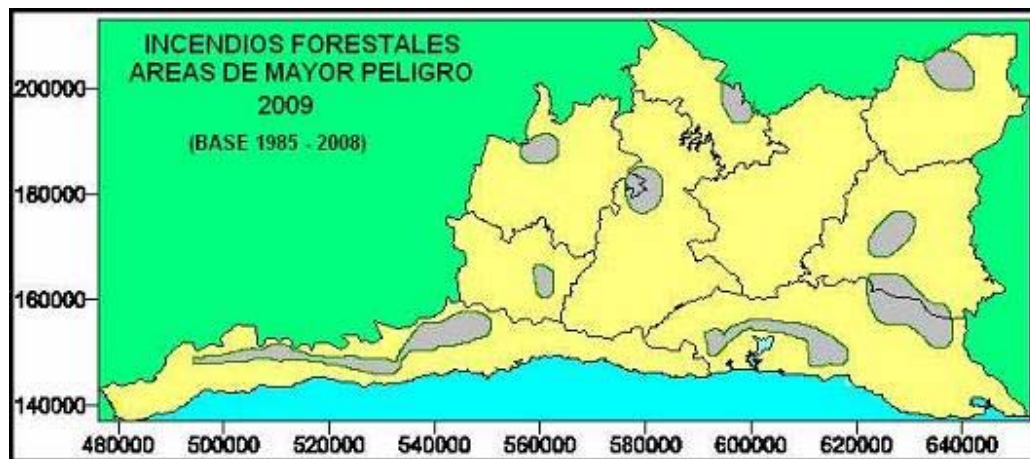 INCENDIOS FORESTALES
AREAS DE MAYOR PELIGRO
2009
(BASE 1985 - 2008)
200000
180000
160000
140000
480000 500000 520000 540000 560000 580000 600000 620000 640000